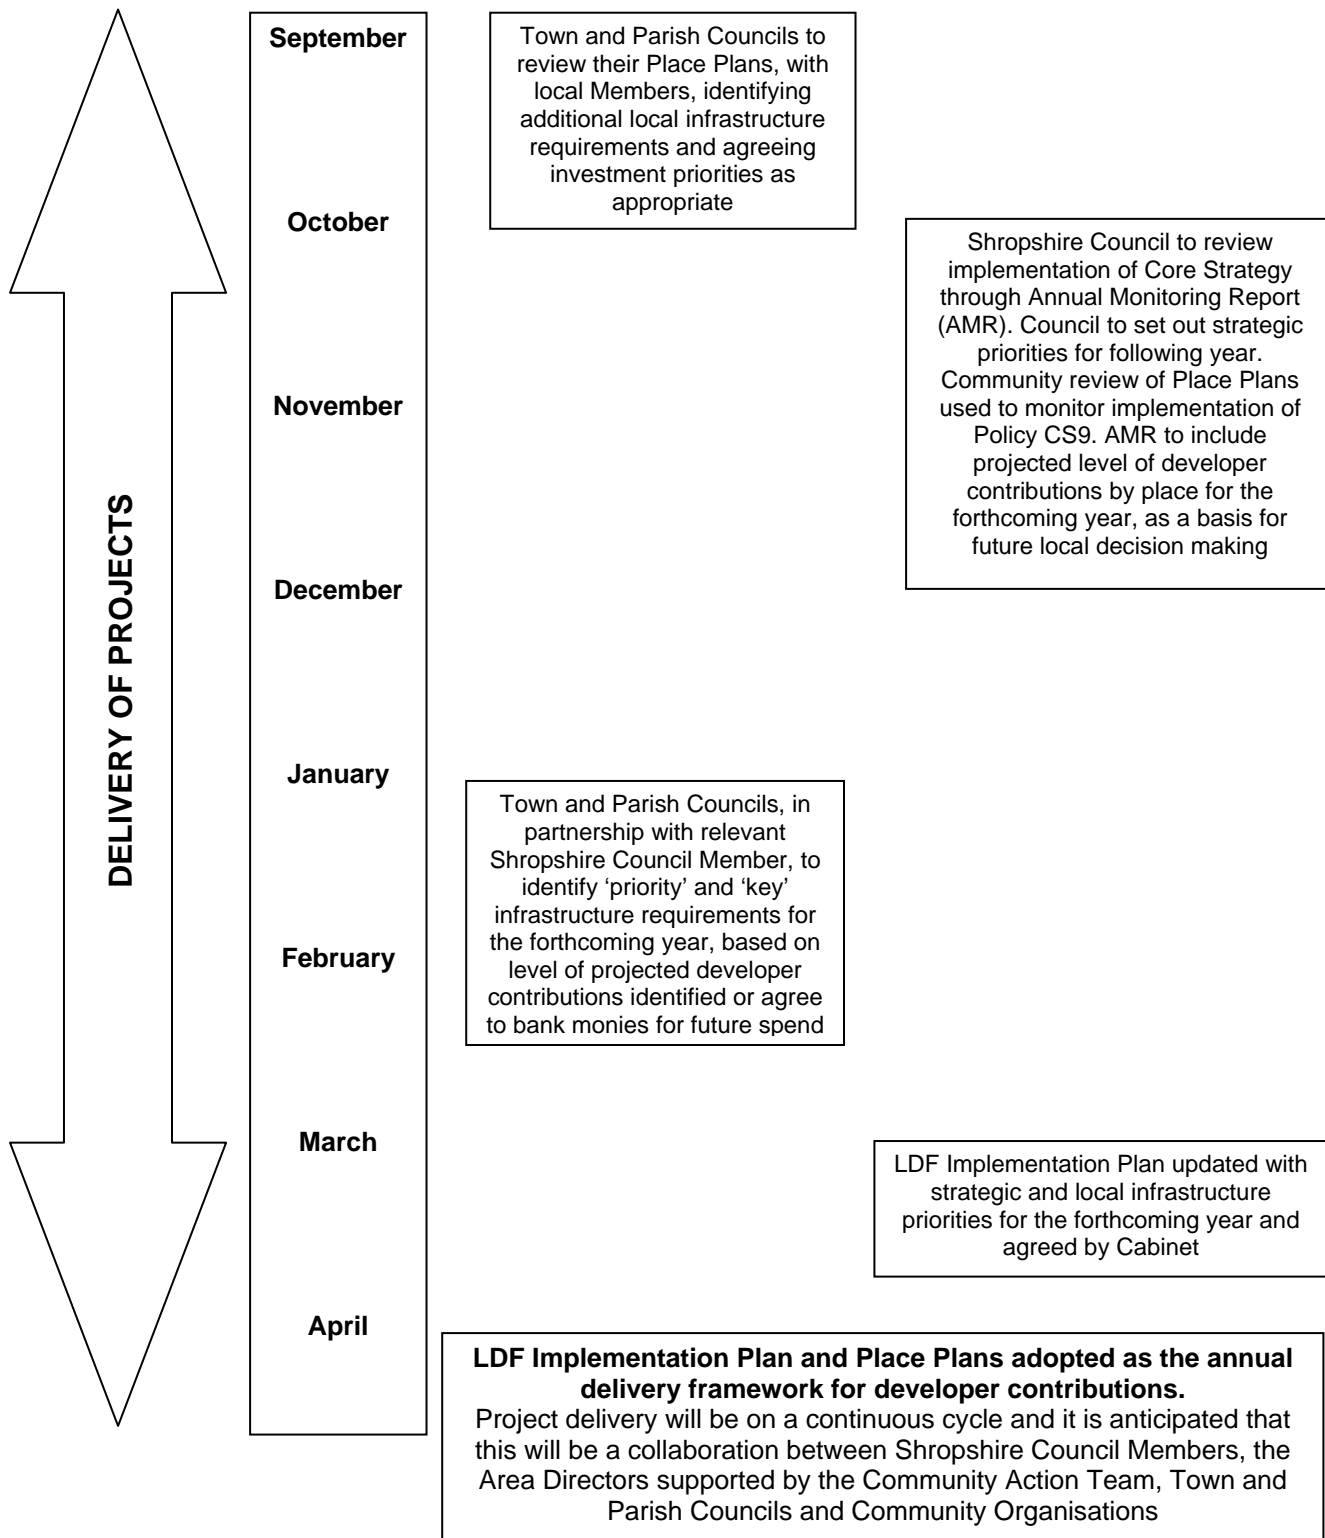 DELIVERY OF PROJECTS
September
October
November
December
January
February
March
April
Town and Parish Councils to
review their Place Plans, with
local Members, identifying
additional local infrastructure
requirements and agreeing
investment priorities as
appropriate
Shropshire Council to review
implementation of Core Strategy
through Annual Monitoring Report
(AMR). Council to set out strategic
priorities for following year.
Community review of Place Plans
used to monitor implementation of
Policy CS9. AMR to include
projected level of developer
contributions by place for the
forthcoming year, as a basis for
future local decision making
Town and Parish Councils, in
partnership with relevant
Shropshire Council Member, to
identify ‘priority’ and ‘key’
infrastructure requirements for
the forthcoming year, based on
level of projected developer
contributions identified or agree
to bank monies for future spend
LDF Implementation Plan updated with
strategic and local infrastructure
priorities for the forthcoming year and
agreed by Cabinet
LDF Implementation Plan and Place Plans adopted as the annual
delivery framework for developer contributions.
Project delivery will be on a continuous cycle and it is anticipated that
this will be a collaboration between Shropshire Council Members, the
Area Directors supported by the Community Action Team, Town and
Parish Councils and Community Organisations